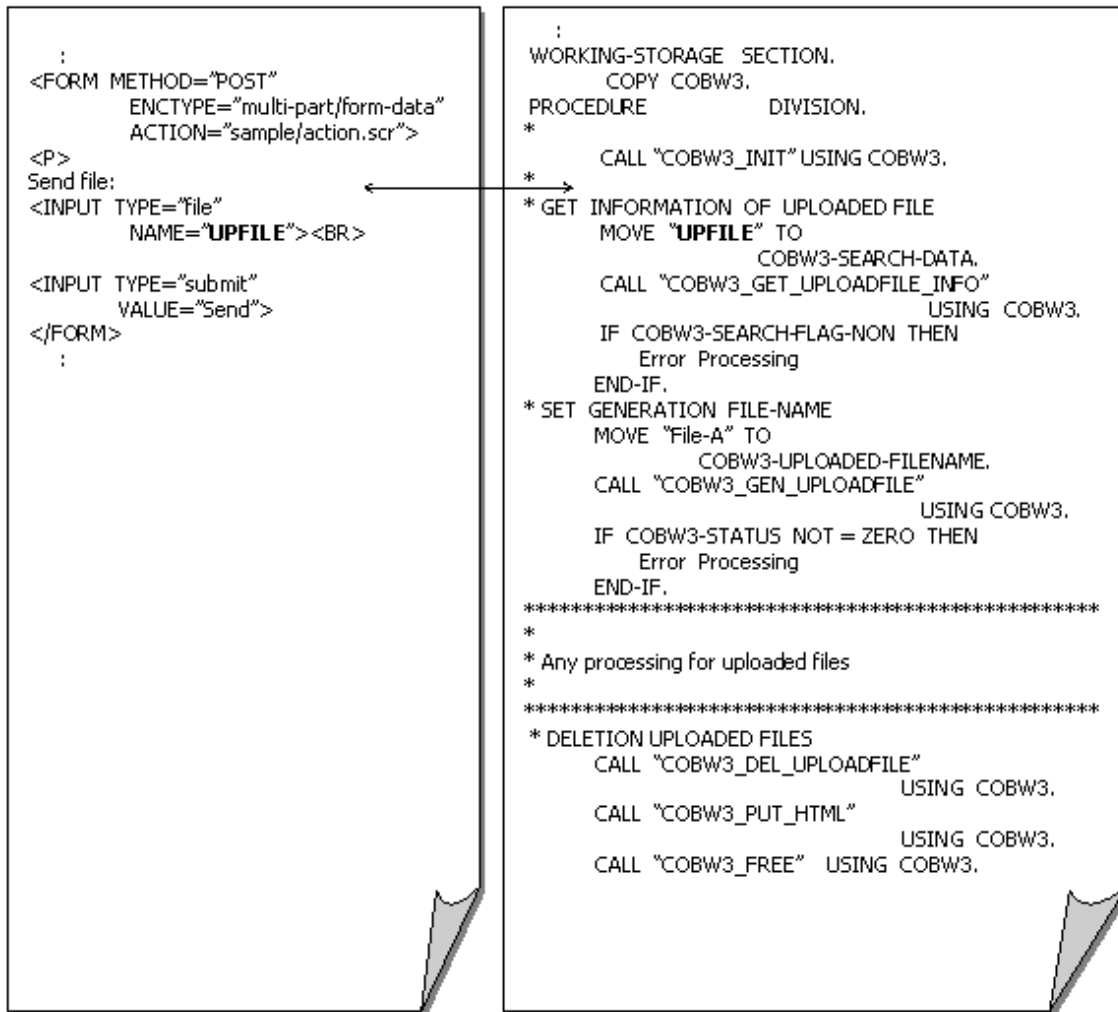 :
<FORM METHOD="POST"
ENCTYPE="multi-part/form-data"
ACTION="sample/action.scr">
<P>
Send file:
<INPUT TYPE="file"
NAME="UPFILE"><BR>
<INPUT TYPE="submit"
VALUE="Send">
</FORM>
:
:
WORKING-STORAGE SECTION.
COPY COBW3.
PROCEDURE DIVISION.
*
CALL "COBW3_INIT" USING COBW3.
*
* GET INFORMATION OF UPLOADED FILE
MOVE "UPFILE" TO
COBW3-SEARCH-DATA.
CALL "COBW3_GET_UPLOADFILE_INFO"
USING COBW3.
IF COBW3-SEARCH-FLAG-NON THEN
Error Processing
END-IF.
* SET GENERATION FILE-NAME
MOVE "File-A" TO
COBW3-UPLOADED-FILENAME.
CALL "COBW3_GEN_UPLOADFILE"
USING COBW3.
IF COBW3-STATUS NOT = ZERO THEN
Error Processing
END-IF.
**************************************************
*
* Any processing for uploaded files
*
**************************************************
* DELETION UPLOADED FILES
CALL "COBW3_DEL_UPLOADFILE"
USING COBW3.
CALL "COBW3_PUT_HTML"
USING COBW3.
CALL "COBW3_FREE" USING COBW3.